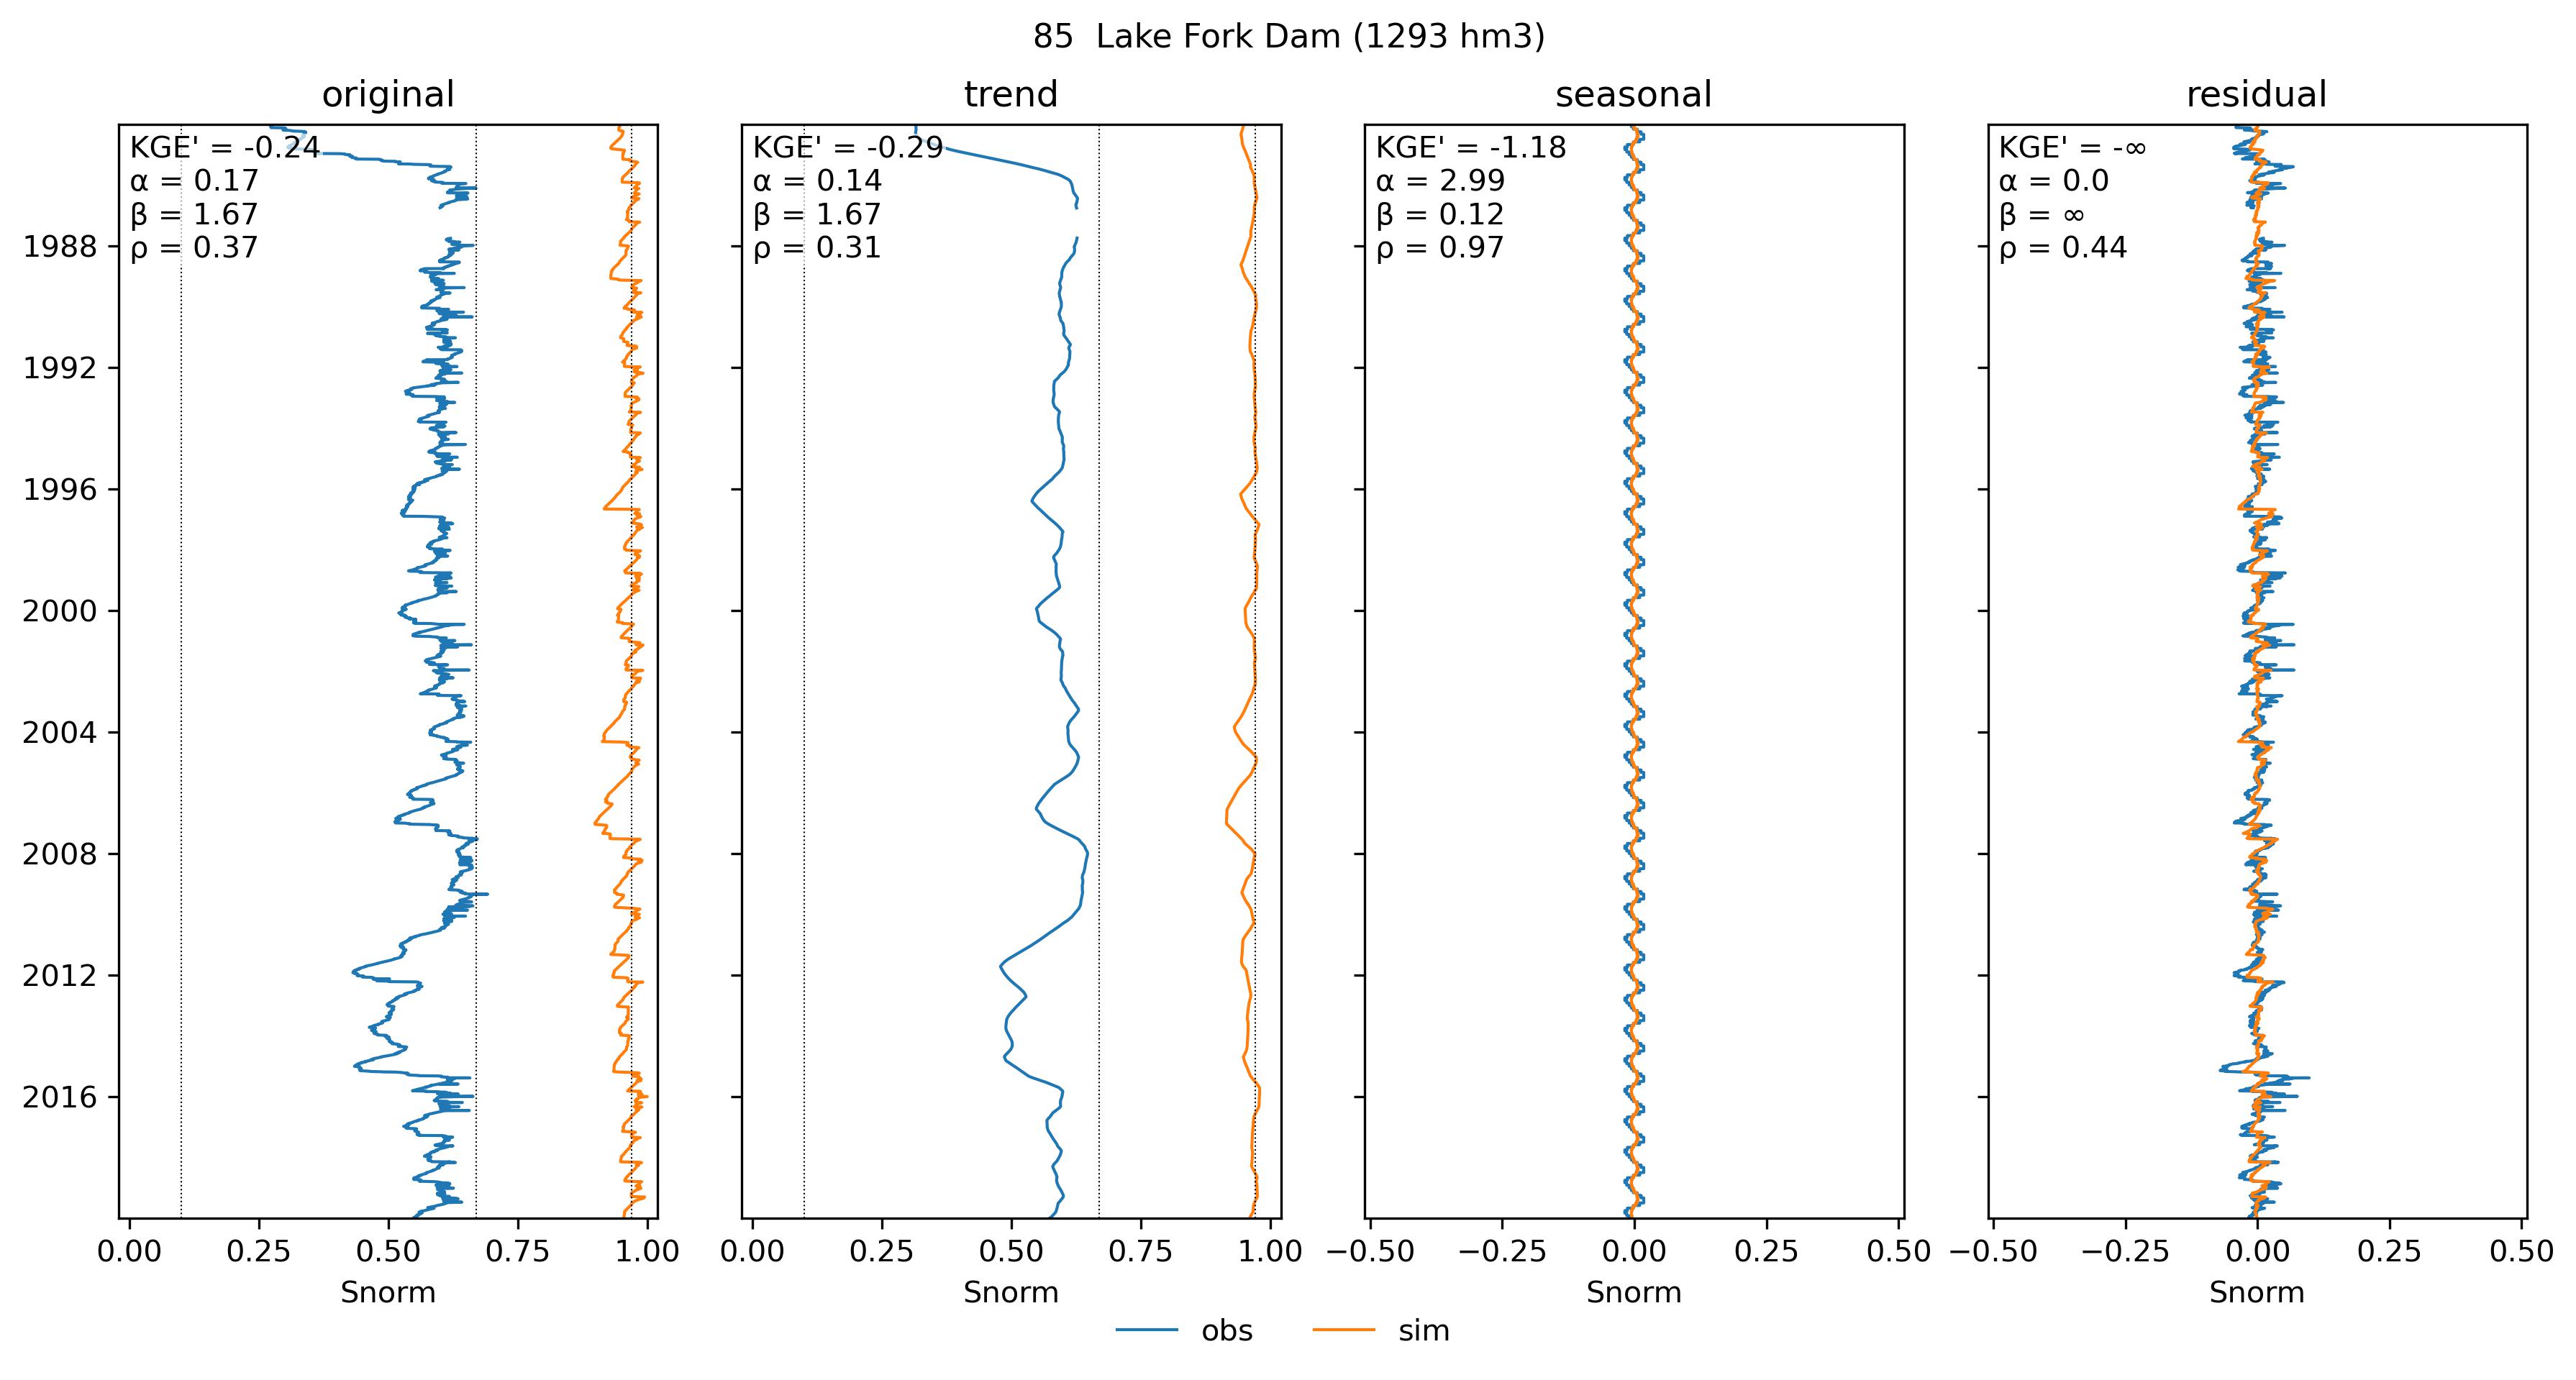 85  Lake Fork Dam (1293 hm3)
original
trend
seasonal
residual
KGE' = -0.24
α = 0.17
β = 1.67
ρ = 0.37
KGE' = -0.29
α = 0.14
β = 1.67
ρ = 0.31
KGE' = -1.18
α = 2.99
β = 0.12
ρ = 0.97
KGE' = -∞
α = 0.0
β = ∞
ρ = 0.44
1988
1992
1996
2000
2004
2008
2012
2016
0.00 0.25 0.50 0.75 1.00
0.00 0.25 0.50 0.75 1.00
−0.50 −0.25 0.00 0.25 0.50
−0.50 −0.25 0.00 0.25 0.50
Snorm
Snorm
Snorm
Snorm
obs
sim